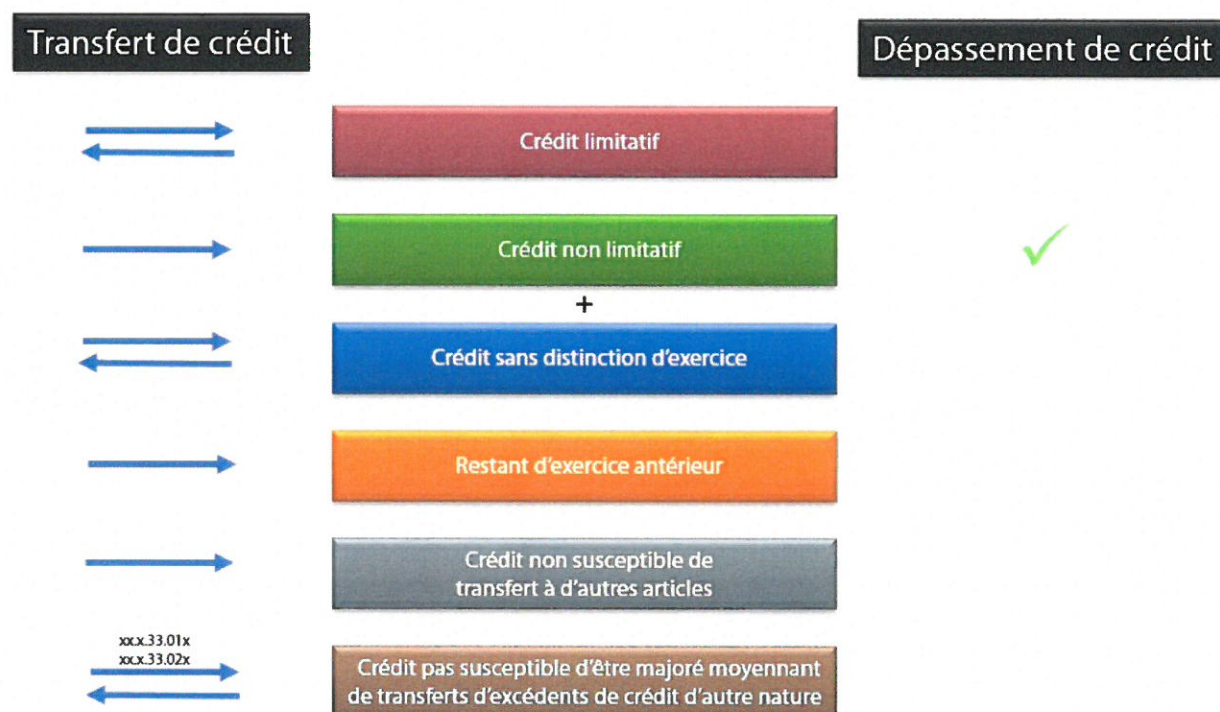 Transfert de crédit
Dépassement de crédit
Crédit limitatif
Crédit non limitatif
+
Crédit sans distinction d'exercice
Restant d'exercice antérieur
Crédit non susceptible de
transfert à d'autres articles
xx.x.33.01x
xx.x.33.02x
Crédit pas susceptible d'être majoré moyennant
de transferts d'excédents de crédit d'autre nature